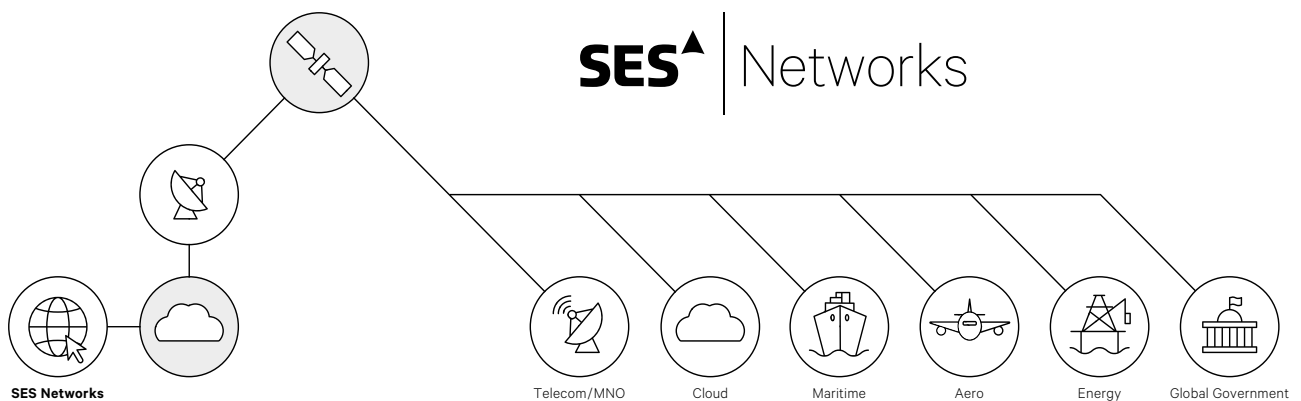 SES Networks
SES Networks
Telecom/MNO
Cloud
Maritime
Aero
Energy
Global Government